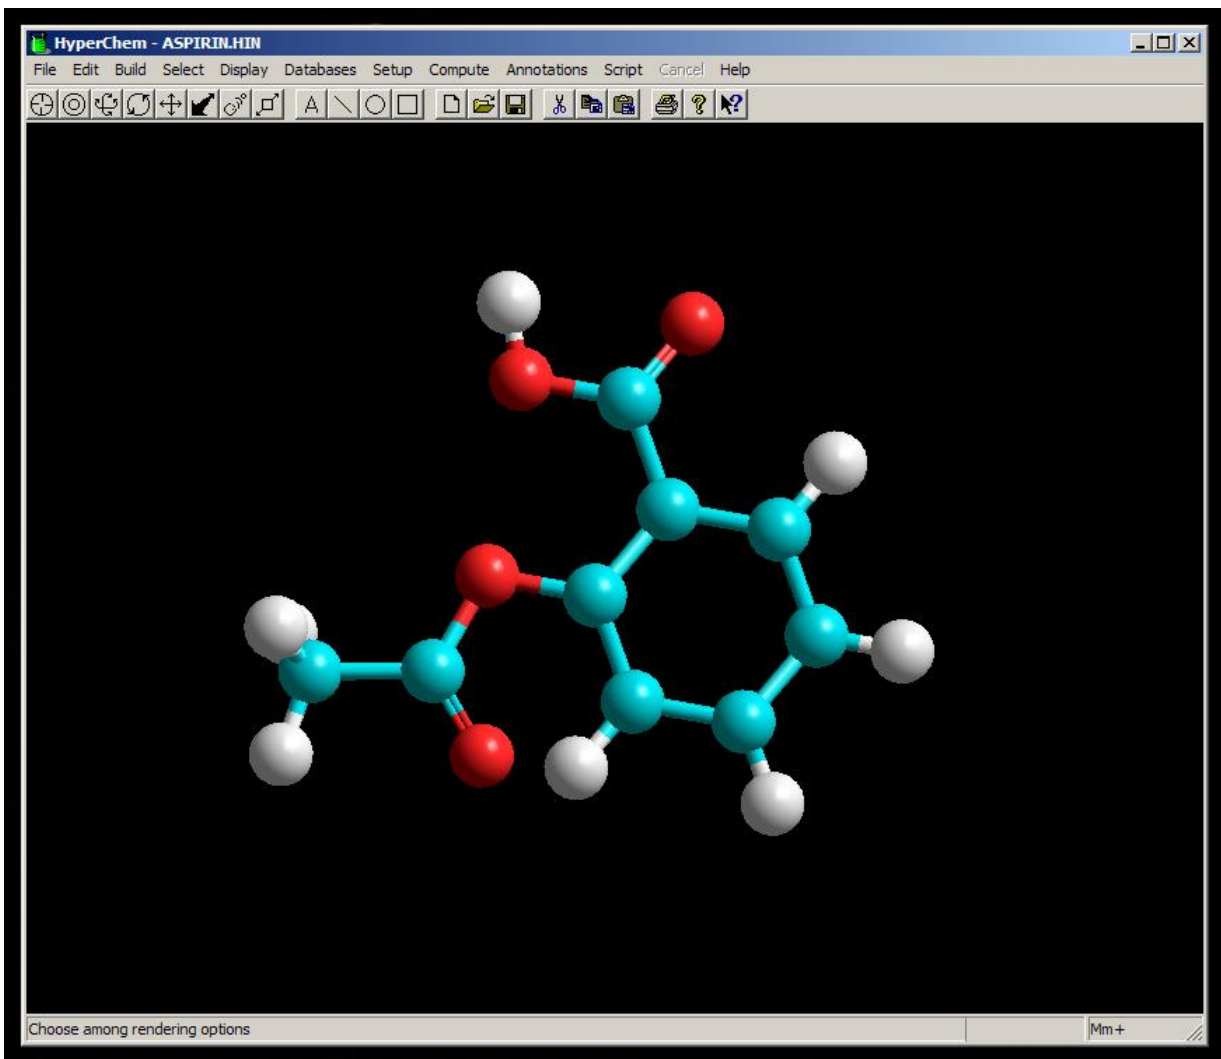 HyperChem - ASPIRIN.HIN
File Edit Build Select Display Databases Setup Compute Annotations Script Cancel Help
A
Choose among rendering options
Mm+